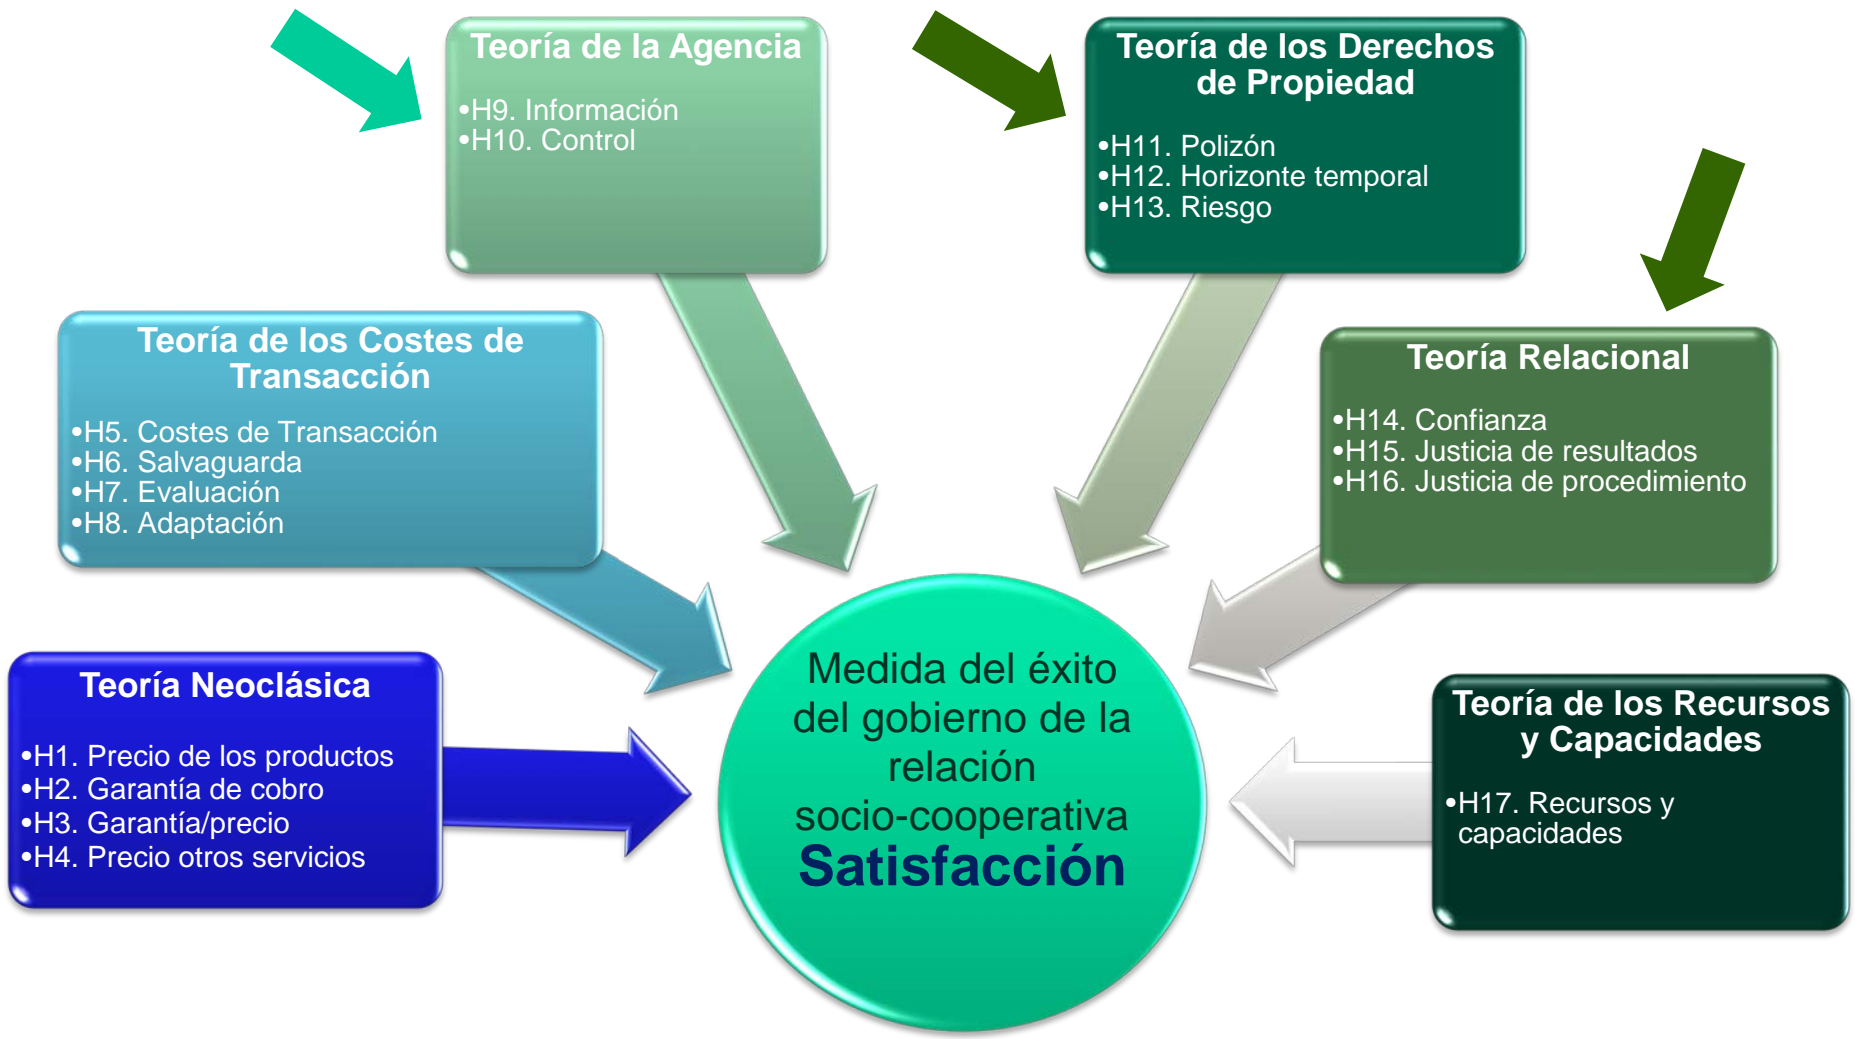 Teoría de la Agencia
•H9. Información
•H10. Control
Teoría de los Derechos
de Propiedad
•H11. Polizón
•H12. Horizonte temporal
•H13. Riesgo
Teoría de los Costes de
Transacción
•H5. Costes de Transacción
•H6. Salvaguarda
•H7. Evaluación
•H8. Adaptación
Teoría Relacional
•H14. Confianza
•H15. Justicia de resultados
•H16. Justicia de procedimiento
Teoría Neoclásica
•H1. Precio de los productos
•H2. Garantía de cobro
•H3. Garantía/precio
•H4. Precio otros servicios
Medida del éxito
del gobierno de la
relación
socio-cooperativa
Satisfacción
Teoría de los Recursos
y Capacidades
•H17. Recursos y
capacidades